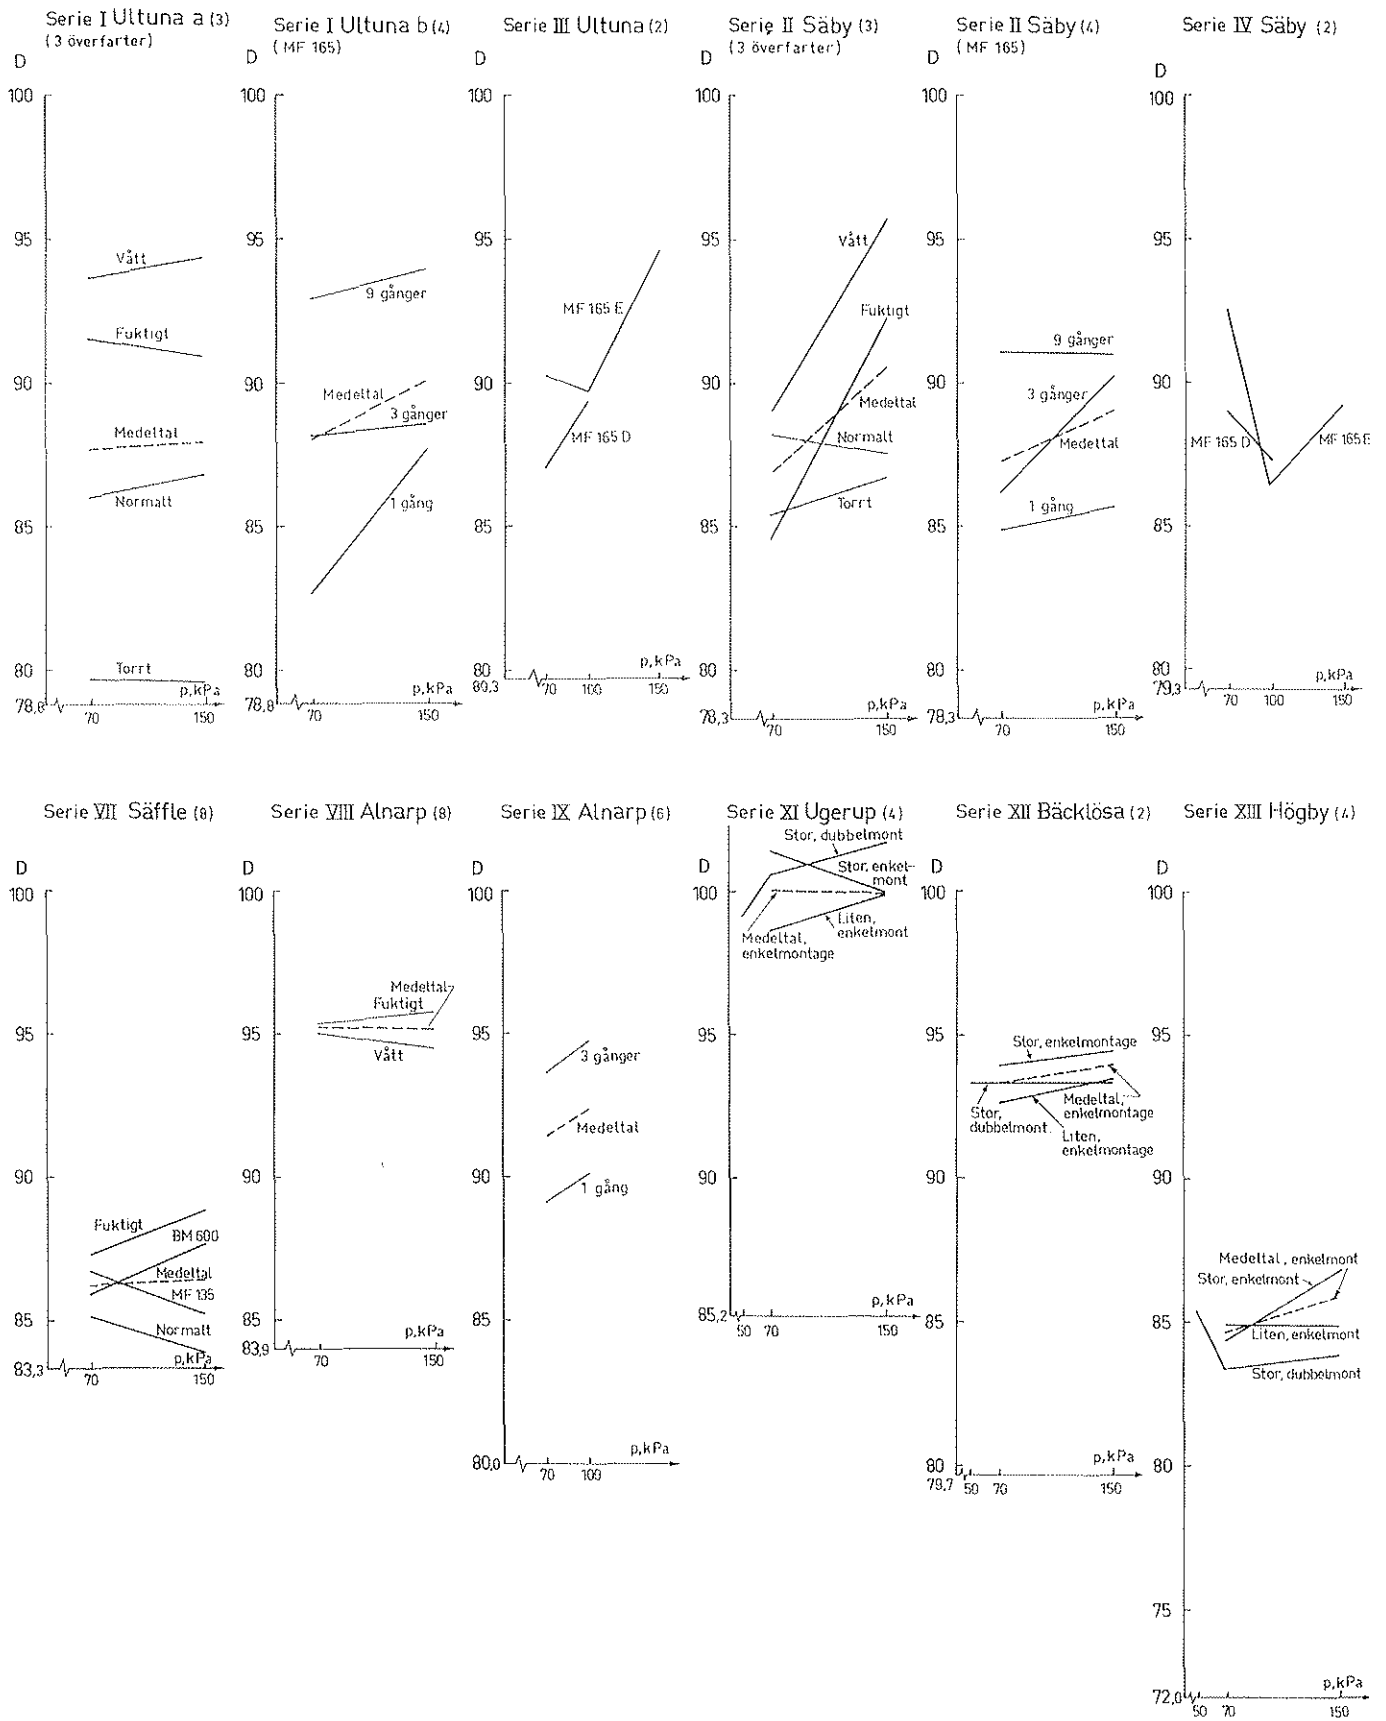 Serie I Ultuna a (3)
(3 överfarter)
D
100
95
90
85
80
78,8
Vått
Fuktigt
Medeltal
Normalt
Torrt
p,kPa
70
150
Serie I Ultuna b (4)
(MF 165)
D
100
95
90
85
80
78,8
9 gånger
Medeltal
3 gånger
1 gång
p,kPa
70
150
Serie III Ultuna (2)
D
100
95
90
85
80
89,3
MF 165 E
MF 165 D
p,kPa
70
100
150
Serie II Säby (3)
(3 överfarter)
D
100
95
90
85
80
78,3
Vått
Fuktigt
Medeltal
Normalt
Torrt
p,kPa
70
150
Serie II Säby (4)
(MF 165)
D
100
95
90
85
80
78,3
9 gånger
3 gånger
Medeltal
1 gång
p,kPa
70
150
Serie IV Säby (2)
D
100
95
90
85
80
79,3
MF 165 D
MF 165 E
p,kPa
70
100
150
Serie VII Säffle (8)
D
100
95
90
85
83,3
Fuktigt
BM 600
Medeltal
MF 135
Normalt
p,kPa
70
150
Serie VIII Alnarp (8)
D
100
95
90
85
83,9
Medeltal
Fuktigt
Vått
p,kPa
70
150
Serie IX Alnarp (6)
D
100
95
90
85
80,0
3 gånger
Medeltal
1 gång
p,kPa
70
109
Serie XI Ugerup (4)
Stor, dubbelmont
D
Stor, enkel-
mont
100
Liten,
enkelmont
Medeltal,
enkelmontage
95
90
85,2
p,kPa
50
70
150
Serie XII Bäcklösa (2)
D
100
95
90
85
80
79,7
Stor, enkelmontage
Medeltal,
enkelmontage
Stor,
dubbelmont.
Liten,
enkelmontage
p,kPa
50
70
150
Serie XIII Högby (4)
100
95
90
85
80
75
72,0
Medeltal, enkelmont
Stor, enkelmont
Liten, enkelmont
Stor, dubbelmont
p,kPa
50
70
150